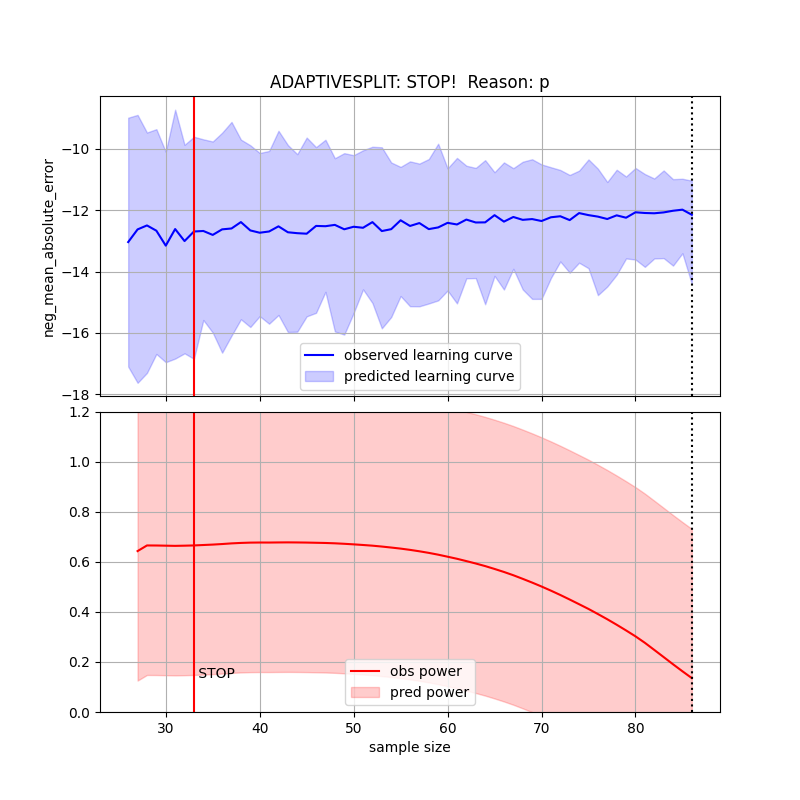 ADAPTIVESPLIT: STOP!  Reason: p
neg_mean_absolute_error
−10
−12
−14
−16
−18
observed learning curve
predicted learning curve
1.2
1.0
0.8
0.6
0.4
0.2
0.0
STOP
obs power
pred power
30 40 50 60 70 80
sample size